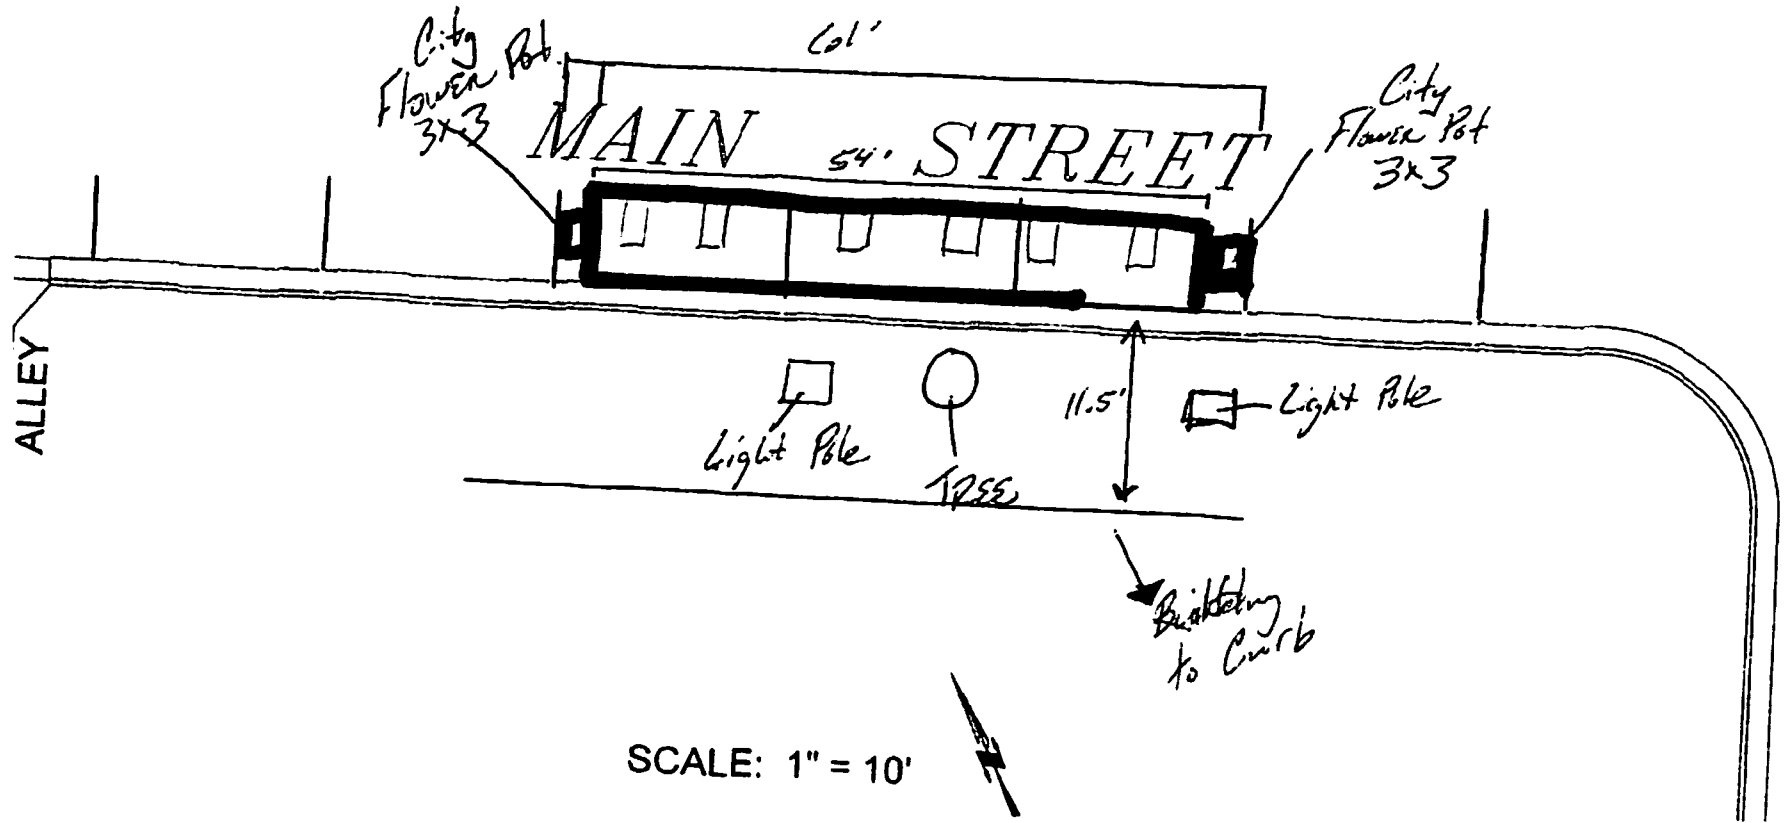 61'
City
Flower Pot
3x3
City
Flower Pot
3x3
MAIN STREET
54'
ALLEY
11.5'
Light Pole
Light Pole
TREE
Building
to Curb
SCALE: 1" = 10'